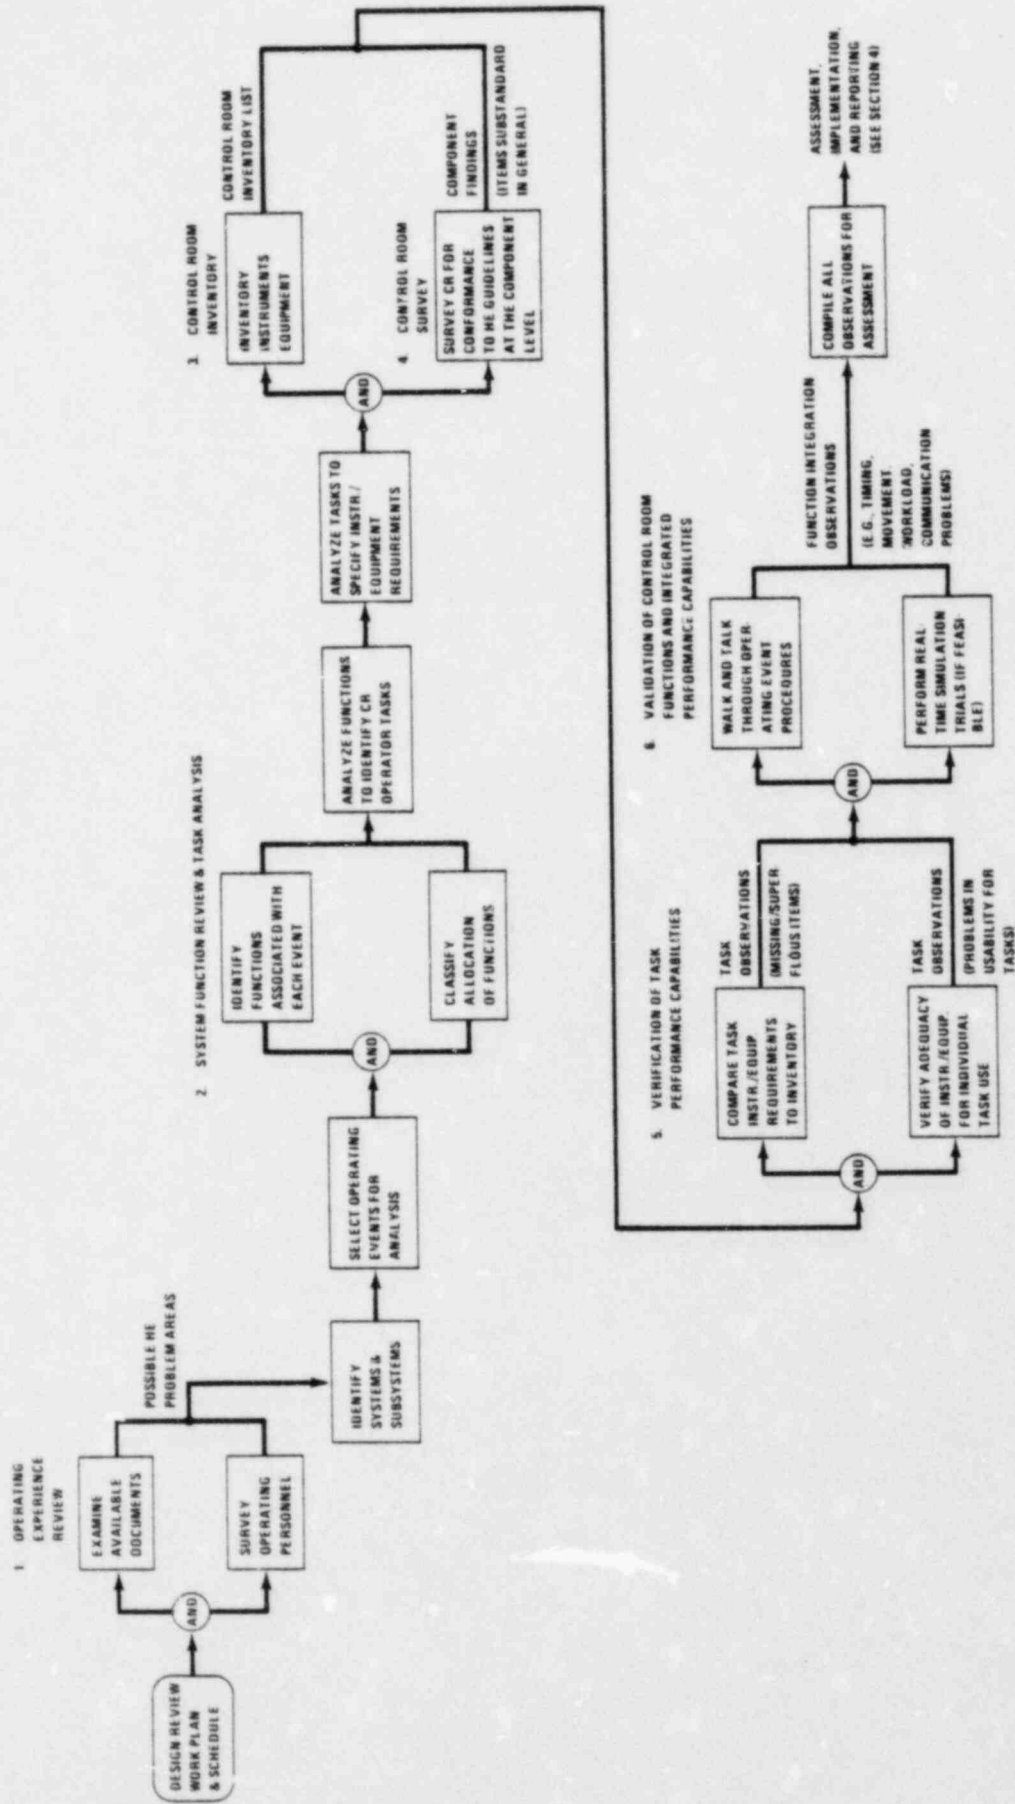 1 OPERATING
EXPERIENCE
REVIEW
DESIGN REVIEW
WORK PLAN
& SCHEDULE
AND
EXAMINE
AVAILABLE
DOCUMENTS
SURVEY
OPERATING
PERSONNEL
POSSIBLE HE
PROBLEM AREAS
IDENTIFY
SYSTEMS &
SUBSYSTEMS
SELECT OPERATING
EVENTS FOR
ANALYSIS
2. SYSTEM FUNCTION REVIEW & TASK ANALYSIS
AND
IDENTIFY
FUNCTIONS
ASSOCIATED WITH
EACH EVENT
CLASSIFY
ALLOCATION
OF FUNCTIONS
ANALYZE FUNCTIONS
TO IDENTIFY CR
OPERATOR TASKS
ANALYZE TASKS TO
SPECIFY INSTR./
EQUIPMENT
REQUIREMENTS
AND
3. CONTROL ROOM
INVENTORY
INVENTORY
INSTRUMENTS
EQUIPMENT
CONTROL ROOM
INVENTORY LIST
4. CONTROL ROOM
SURVEY
SURVEY CR FOR
CONFORMANCE
TO HE GUIDELINES
AT THE COMPONENT
LEVEL
COMPONENT
FINDINGS
(ITEMS SUBSTANDARD
IN GENERAL)
5. VERIFICATION OF TASK
PERFORMANCE CAPABILITIES
AND
COMPARE TASK
INSTR./EQUIP
REQUIREMENTS
TO INVENTORY
TASK
OBSERVATIONS
(MISSING/SUPER
FLOUS ITEMS)
VERIFY ADEQUACY
OF INSTR./EQUIP.
FOR INDIVIDUAL
TASK USE
TASK
OBSERVATIONS
(PROBLEMS IN
USABILITY FOR
TASKS)
6. VALIDATION OF CONTROL ROOM
FUNCTIONS AND INTEGRATED
PERFORMANCE CAPABILITIES
AND
WALK AND TALK
THROUGH OPER-
ATING EVENT
PROCEDURES
PERFORM REAL-
TIME SIMULATION
TRIALS (IF FEASI-
BLE)
FUNCTION INTEGRATION
OBSERVATIONS
(E.G., TIMING,
MOVEMENT,
WORKLOAD,
COMMUNICATION
PROBLEMS)
COMPILE ALL
OBSERVATIONS FOR
ASSESSMENT
ASSESSMENT,
IMPLEMENTATION,
AND REPORTING
(SEE SECTION 4)